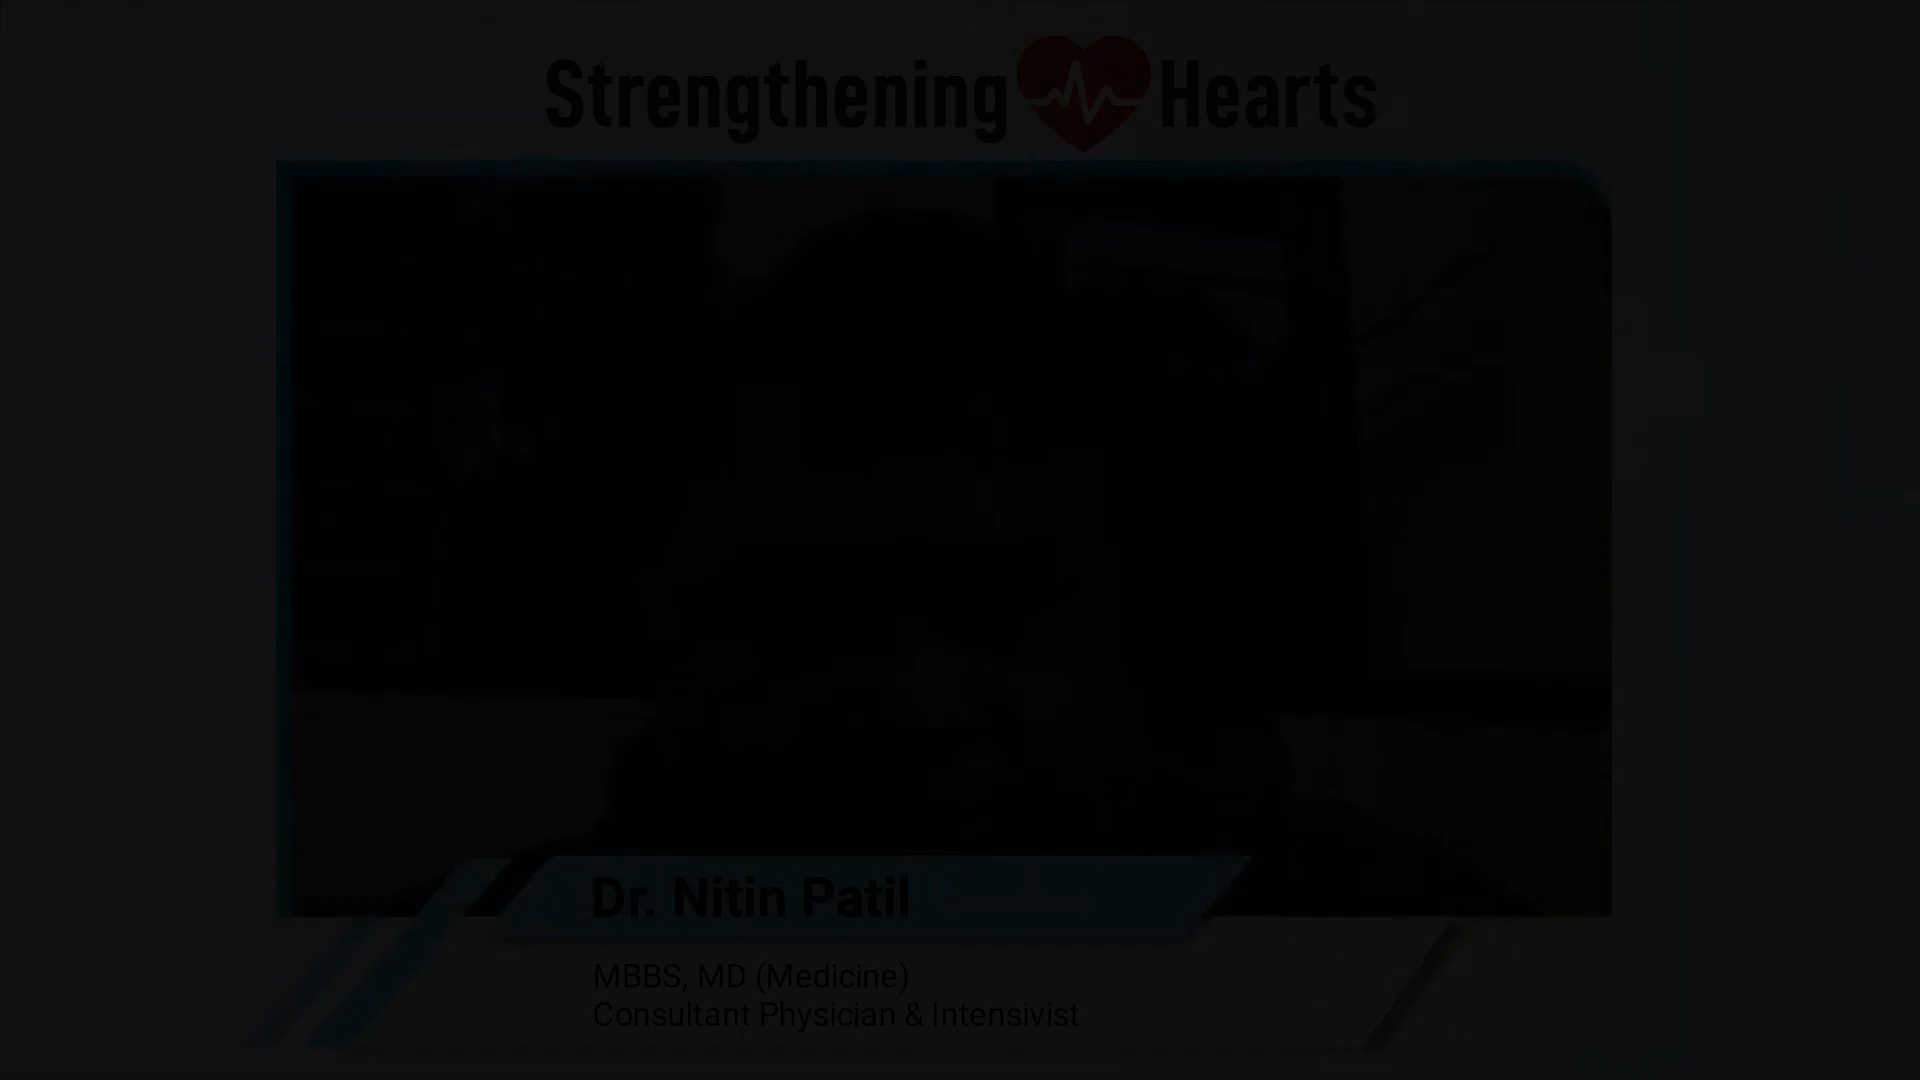 Strengthening Hearts
Dr. Nitin Patil
MBBS, MD (Medicine)
Consultant Physician & Intensivist